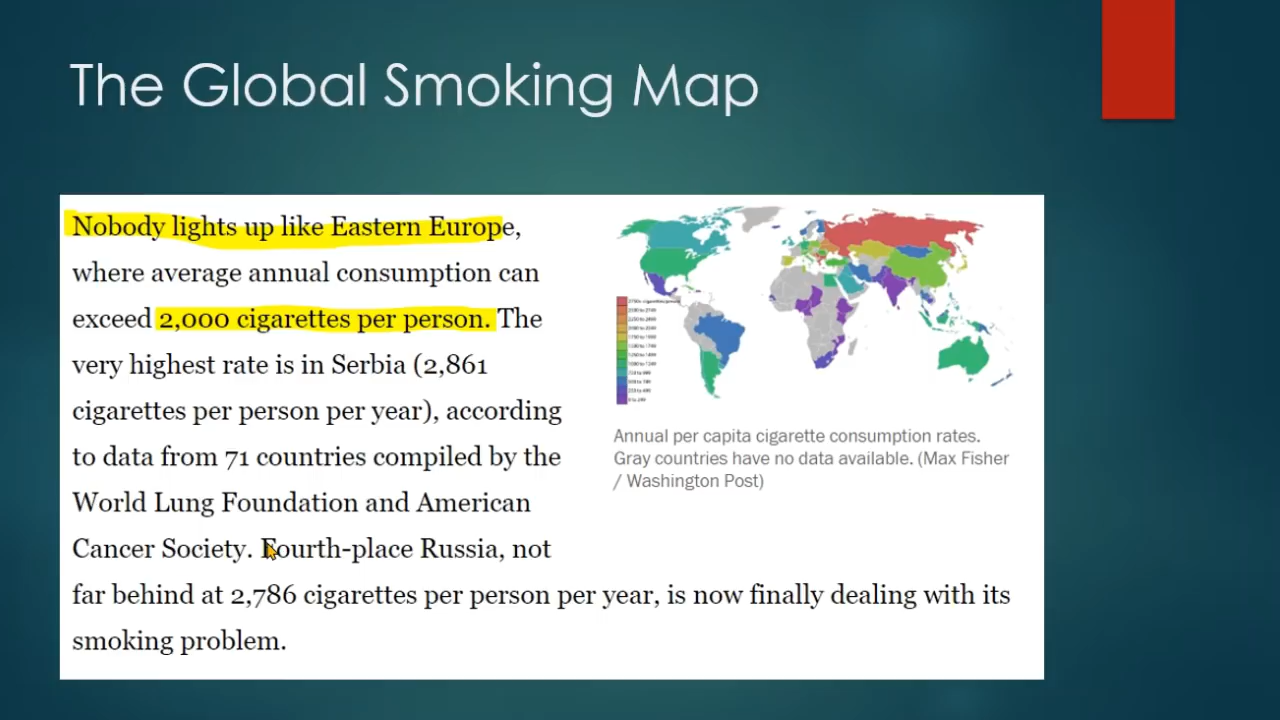 The Global Smoking Map
Nobody lights up like Eastern Europe,
where average annual consumption can
exceed 2,000 cigarettes per person. The
very highest rate is in Serbia (2,861
cigarettes per person per year), according
to data from 71 countries compiled by the
World Lung Foundation and American
Cancer Society. Fourth-place Russia, not
far behind at 2,786 cigarettes per person per year, is now finally dealing with its
smoking problem.
Annual per capita cigarette consumption rates.
Gray countries have no data available. (Max Fisher
/ Washington Post)